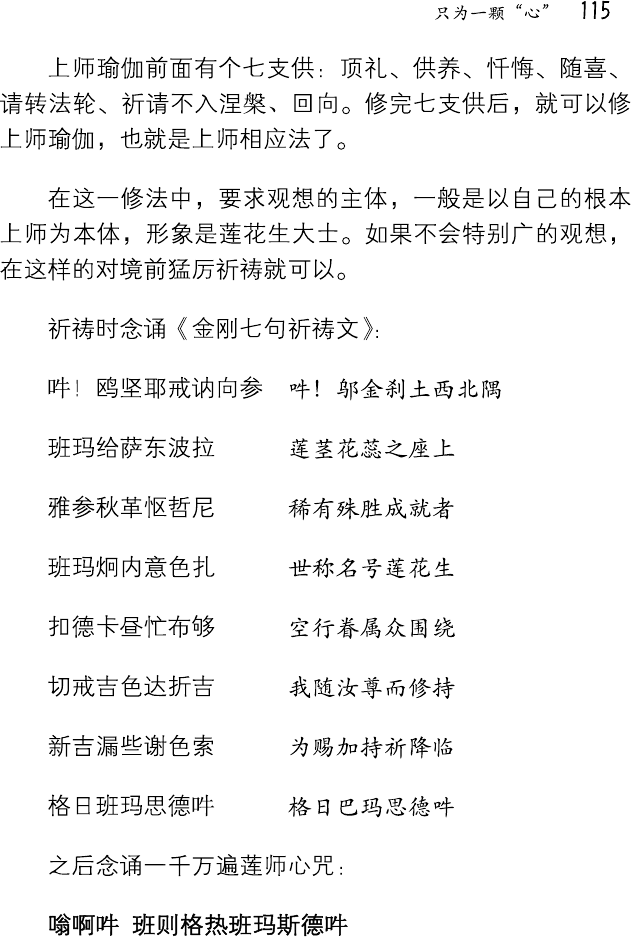 只为一颗“心” 115
上师瑜伽前面有个七支供：顶礼、供养、忏悔、随喜、
请转法轮、祈请不入涅槃、回向。修完七支供后，就可以修
上师瑜伽，也就是上师相应法了。
在这一修法中，要求观想的主体，一般是以自己的根本
上师为本体，形象是莲花生大士。如果不会特别广的观想，
在这样的对境前猛厉祈祷就可以。
祈祷时念诵《金刚七句祈祷文》：
吽！鸥坚耶戒讷向参 吽！邬金刹土西北隅
班玛给萨东波拉 莲茎花蕊之座上
雅参秋革怄哲尼 稀有殊胜成就者
班玛炯内意色扎 世称名号莲花生
扣德卡昼忙布够 空行眷属众围绕
切戒吉色达折吉 我随汝尊而修持
新吉漏些谢色索 为赐加持祈降临
格日班玛思德吽 格日巴玛思德吽
之后念诵一千万遍莲师心咒：
嗡啊吽 班则格热班玛斯德吽